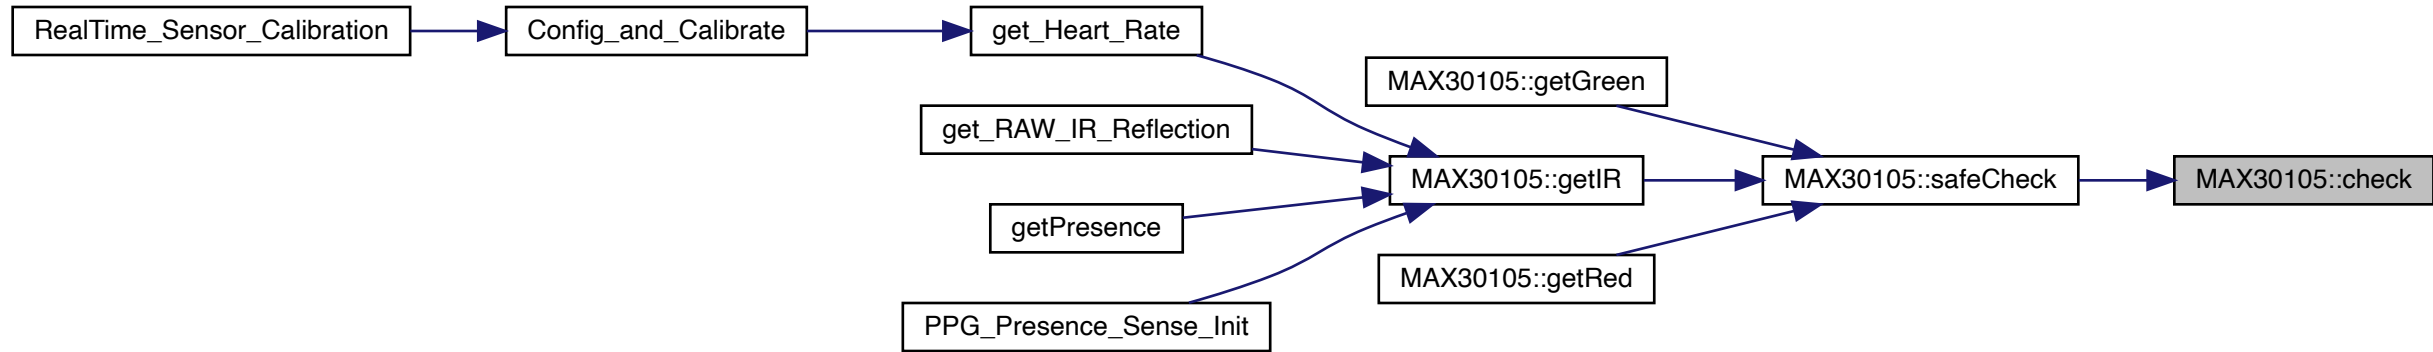 RealTime_Sensor_Calibration
Config_and_Calibrate
get_Heart_Rate
MAX30105::getGreen
get_RAW_IR_Reflection
MAX30105::getIR
MAX30105::safeCheck
MAX30105::check
getPresence
MAX30105::getRed
PPG_Presence_Sense_Init